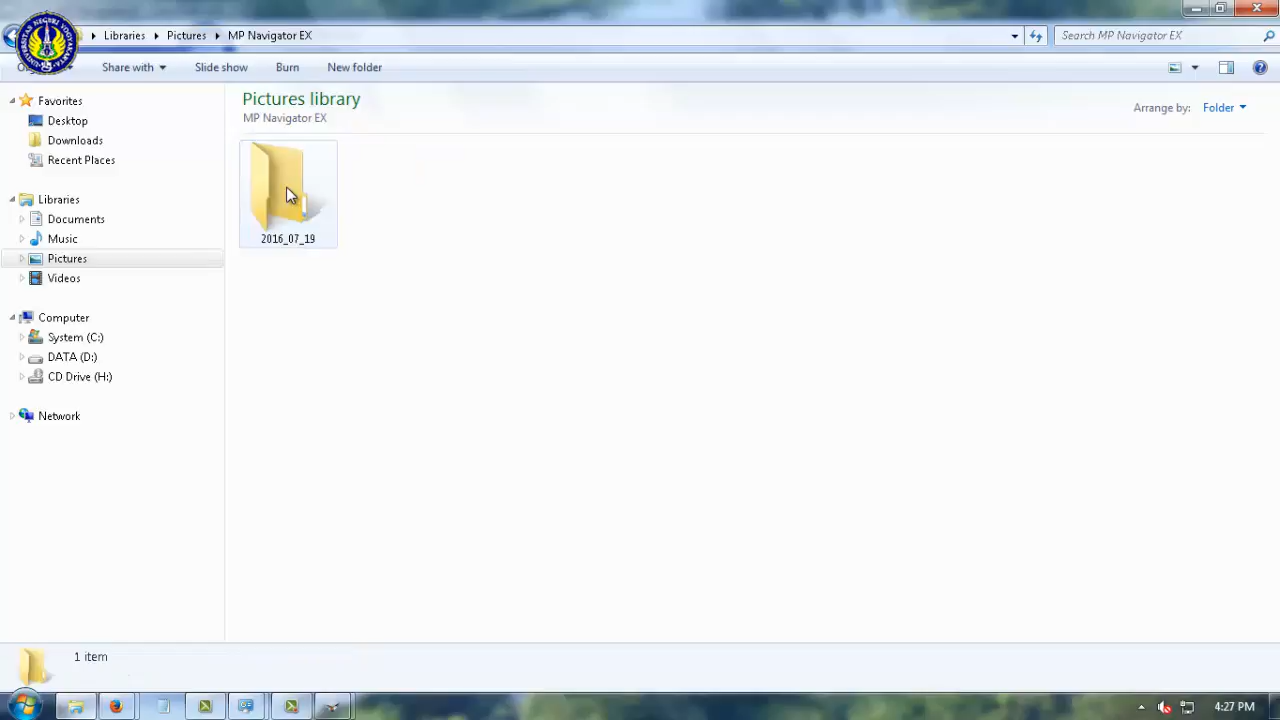 Libraries
Pictures
MP Navigator EX
Search MP Navigator EX
Share with
Slide show
Burn
New folder
Favorites
Desktop
Downloads
Recent Places
Libraries
Documents
Music
Pictures
Videos
Computer
System (C:)
DATA (D:)
CD Drive (H:)
Network
Pictures library
MP Navigator EX
Arrange by: Folder
2016_07_19
1 item
4:27 PM